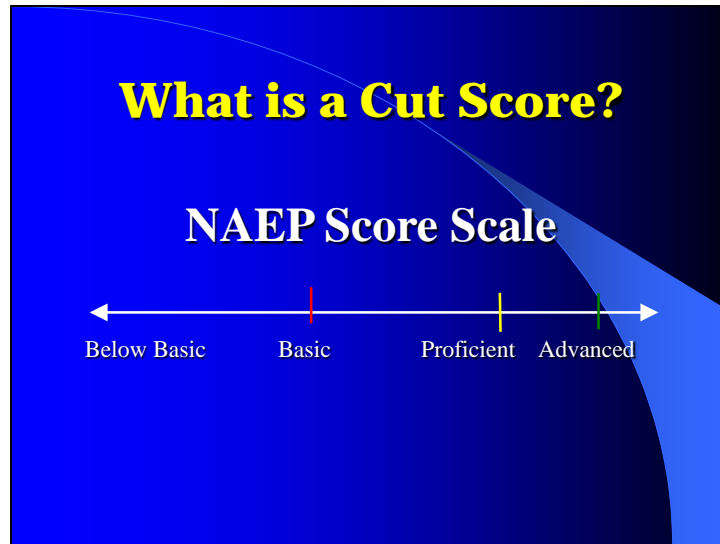 What is a Cut Score?
NAEP Score Scale
Below Basic Basic Proficient Advanced